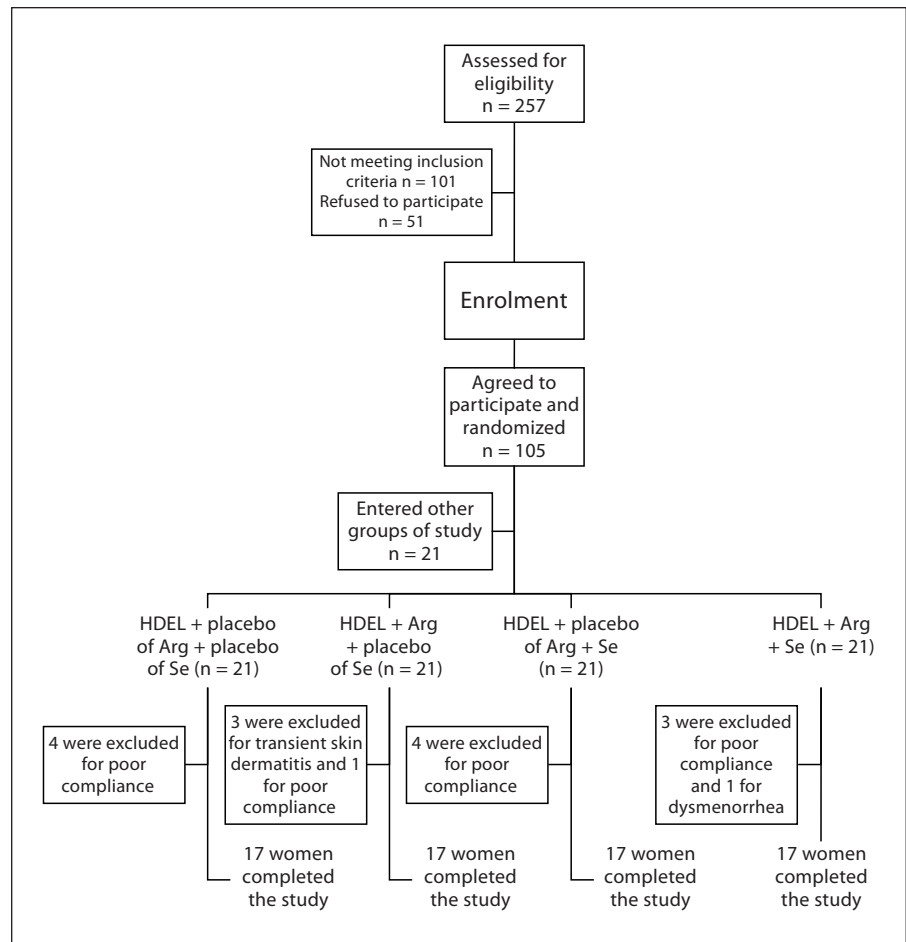 Assessed for
eligibility
n = 257
Not meeting inclusion
criteria n = 101
Refused to participate
n = 51
Enrolment
Agreed to
participate and
randomized
n = 105
Entered other
groups of study
n = 21
HDEL + placebo
of Arg + placebo
of Se (n = 21)
HDEL + Arg
+ placebo
of Se (n = 21)
HDEL + placebo
of Arg + Se
(n = 21)
HDEL + Arg
+ Se (n = 21)
4 were excluded
for poor
compliance
3 were excluded
for transient skin
dermatitis and 1
for poor
compliance
4 were excluded
for poor
compliance
3 were excluded
for poor
compliance
and 1 for
dysmenorrhea
17 women
completed
the study
17 women
completed
the study
17 women
completed
the study
17 women
completed
the study